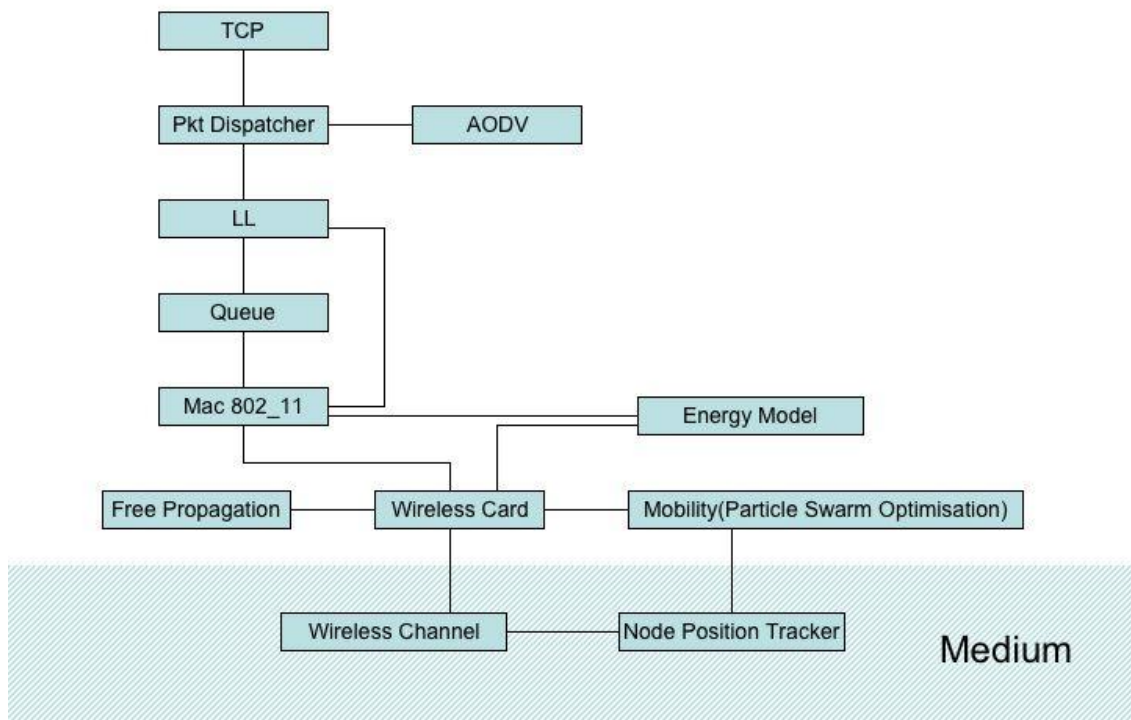 TCP
Pkt Dispatcher
AODV
LL
Queue
Mac 802_11
Energy Model
Free Propagation
Wireless Card
Mobility(Particle Swarm Optimisation)
Wireless Channel
Node Position Tracker
Medium